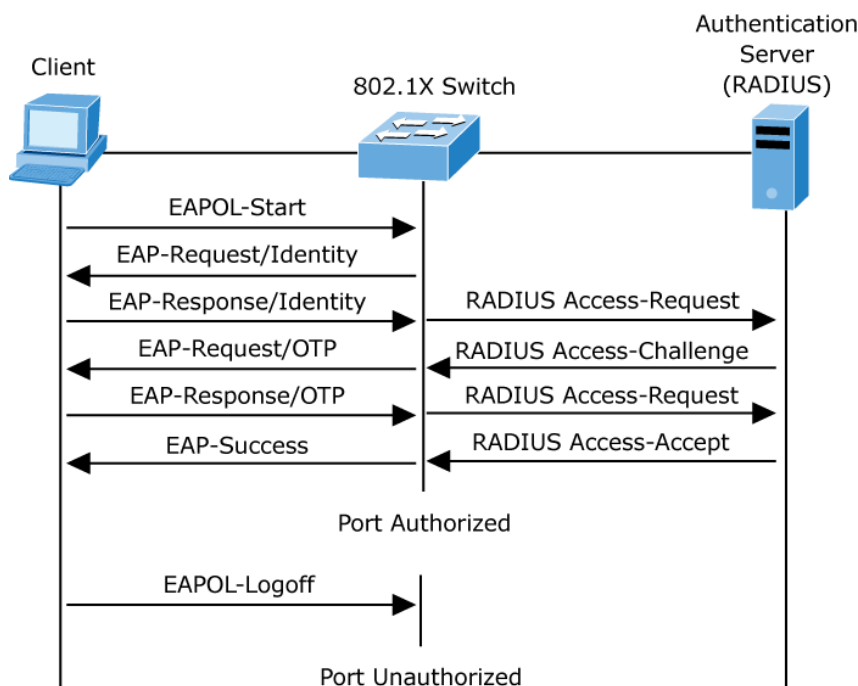 Authentication
Server
(RADIUS)
Client
802.1X Switch
EAPOL-Start
EAP-Request/Identity
EAP-Response/Identity
RADIUS Access-Request
EAP-Request/OTP
RADIUS Access-Challenge
EAP-Response/OTP
RADIUS Access-Request
EAP-Success
RADIUS Access-Accept
Port Authorized
EAPOL-Logoff
Port Unauthorized